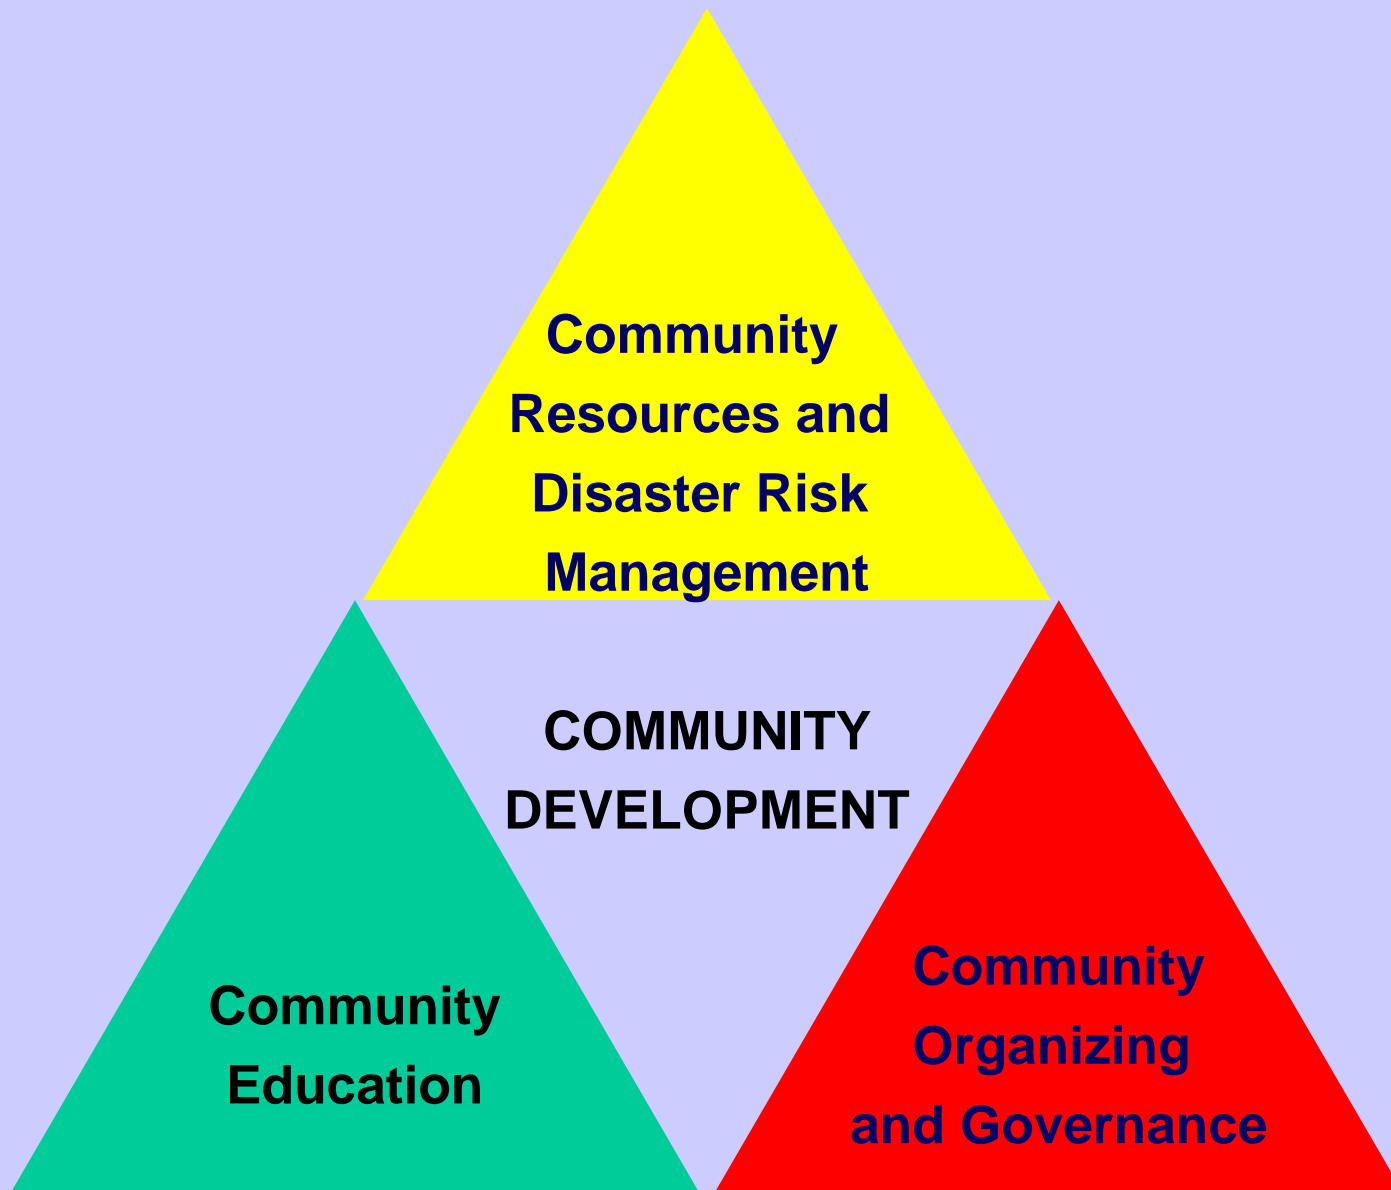 Community
Resources and
Disaster Risk
Management
COMMUNITY
DEVELOPMENT
Community
Education
Community
Organizing
and Governance